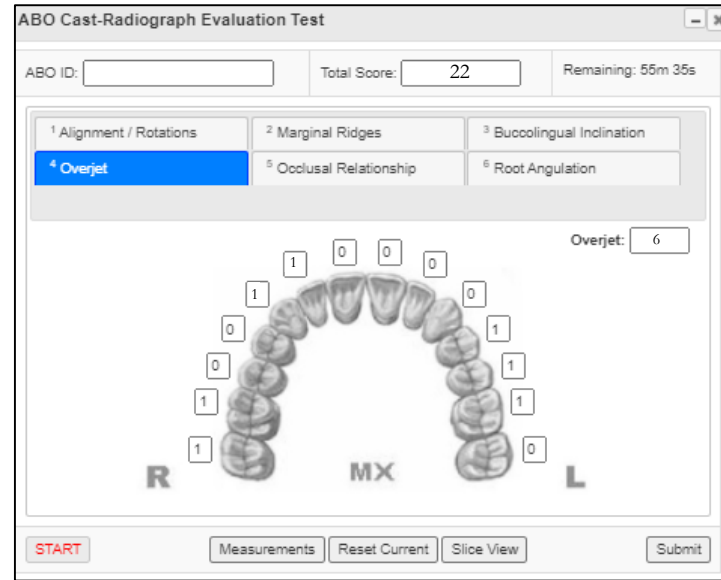 ABO Cast-Radiograph Evaluation Test
ABO ID: Total Score: 22 Remaining: 55m 35s
1 Alignment / Rotations 2 Marginal Ridges 3 Buccolingual Inclination
4 Overjet 5 Occlusal Relationship 6 Root Angulation
Overjet: 6
1 0 0 0
1 0
0 1
0 1
1 1
1 0
R MX L
START Measurements Reset Current Slice View Submit